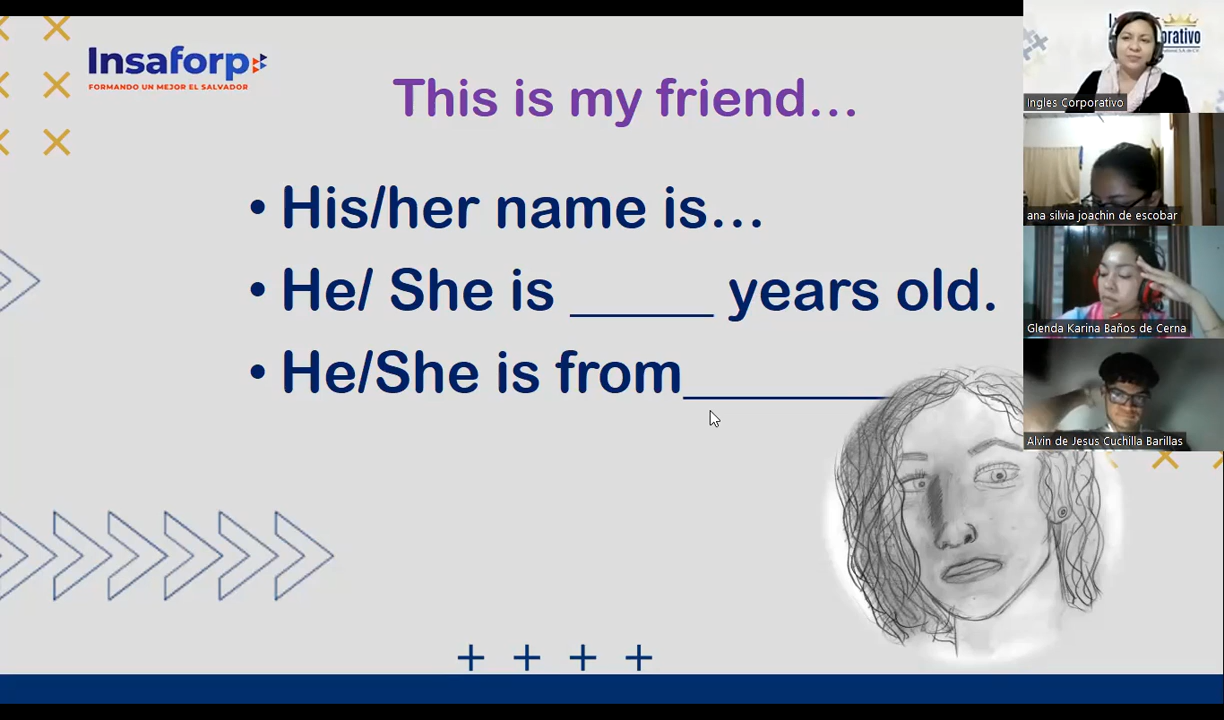 Insaforp
FORMANDO UN MEJOR EL SALVADOR
This is my friend...
• His/her name is...
• He/ She is _____ years old.
• He/She is from_______
orativo
Ingles Corporativo
ana silvia joachin de escobar
Glenda Karina Baños de Cerna
Alvin de Jesus Cuchilla Barillas